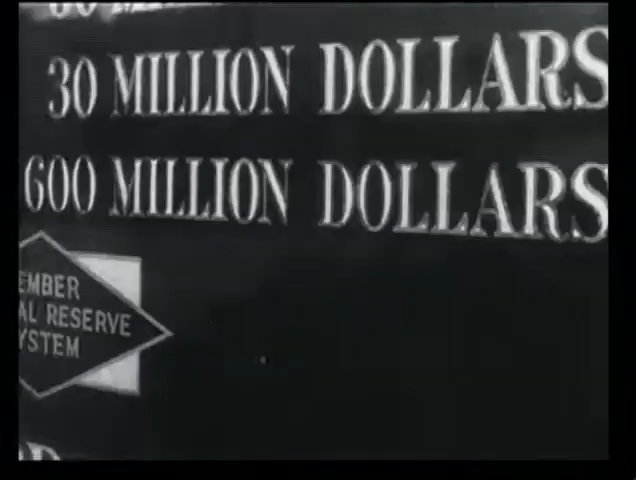 30 MILLION DOLLARS
600 MILLION DOLLARS
EMBER
AL RESERVE
YSTEM